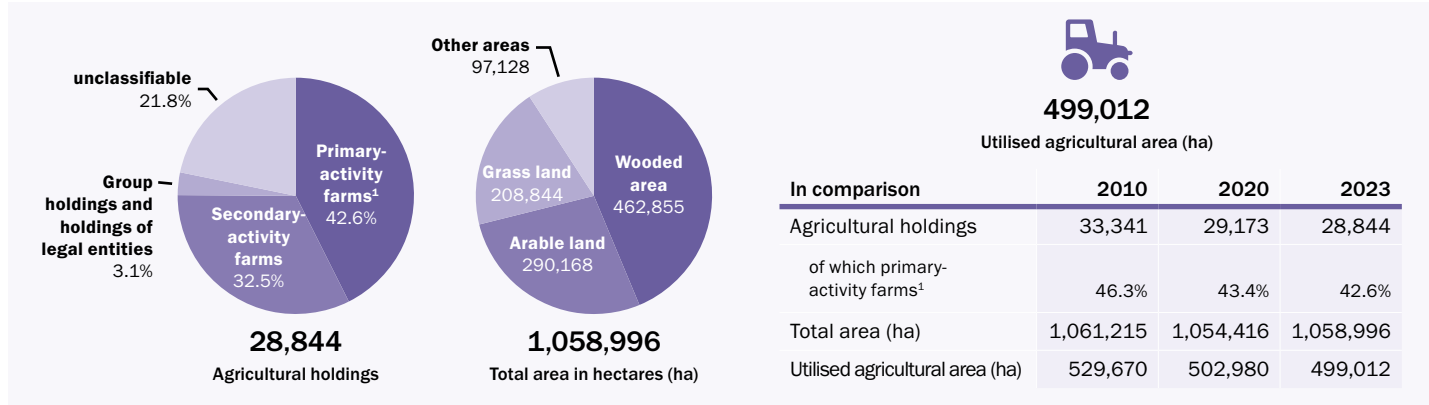 unclassifiable
21.8%
Primary-
activity
farms¹
42.6%
Group
holdings and
holdings of
legal entities
3.1%
Secondary-
activity
farms
32.5%
28,844
Agricultural holdings
Other areas
97,128
Wooded
area
462,855
Grass land
208,844
Arable land
290,168
1,058,996
Total area in hectares (ha)
499,012
Utilised agricultural area (ha)
In comparison 2010 2020 2023
Agricultural holdings 33,341 29,173 28,844
of which primary-
activity farms¹ 46.3% 43.4% 42.6%
Total area (ha) 1,061,215 1,054,416 1,058,996
Utilised agricultural area (ha) 529,670 502,980 499,012